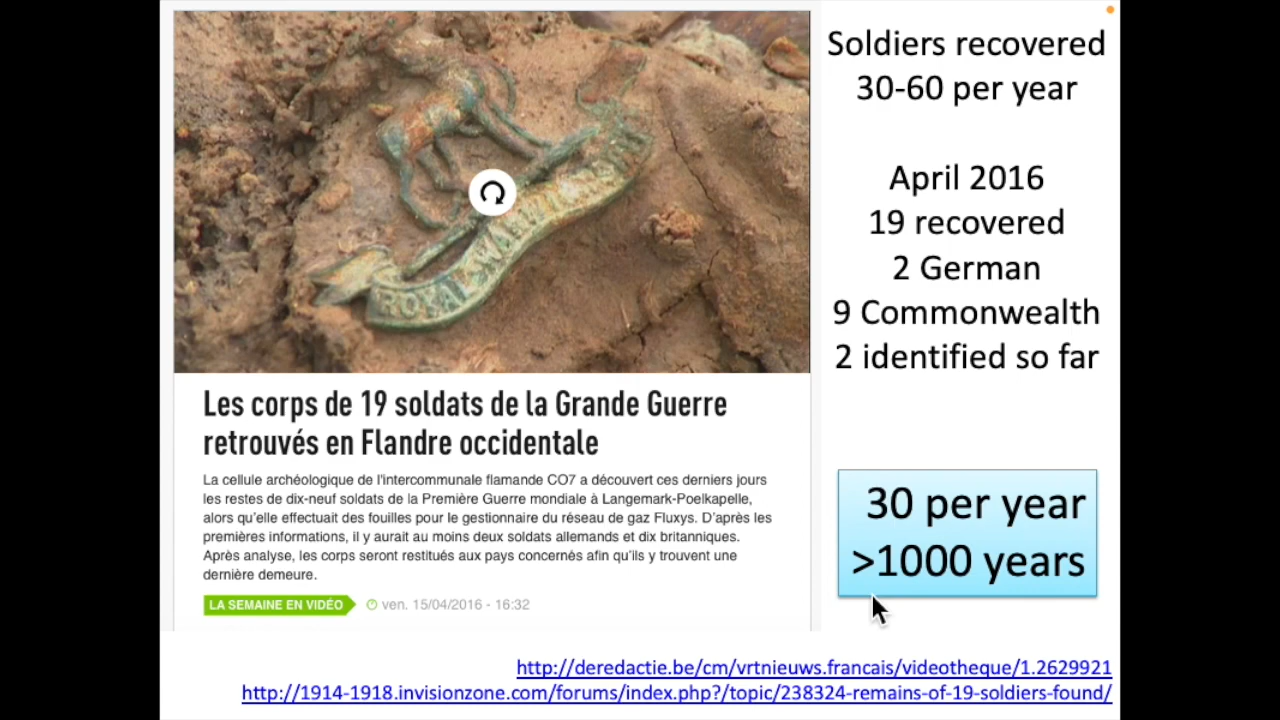 ROYAL WARWICKSHIRE
Les corps de 19 soldats de la Grande Guerre
retrouvés en Flandre occidentale
La cellule archéologique de l'intercommunale flamande CO7 a découvert ces derniers jours
les restes de dix-neuf soldats de la Première Guerre mondiale à Langemark-Poelkapelle,
alors qu'elle effectuait des fouilles pour le gestionnaire du réseau de gaz Fluxys. D'après les
premières informations, il y aurait au moins deux soldats allemands et dix britanniques.
Après analyse, les corps seront restitués aux pays concernés afin qu'ils y trouvent une
dernière demeure.
LA SEMAINE EN VIDÉO ven. 15/04/2016 - 16:32
Soldiers recovered
30-60 per year
April 2016
19 recovered
2 German
9 Commonwealth
2 identified so far
30 per year
>1000 years
http://deredactie.be/cm/vrtnieuws.francais/videotheque/1.2629921
http://1914-1918.invisionzone.com/forums/index.php?/topic/238324-remains-of-19-soldiers-found/